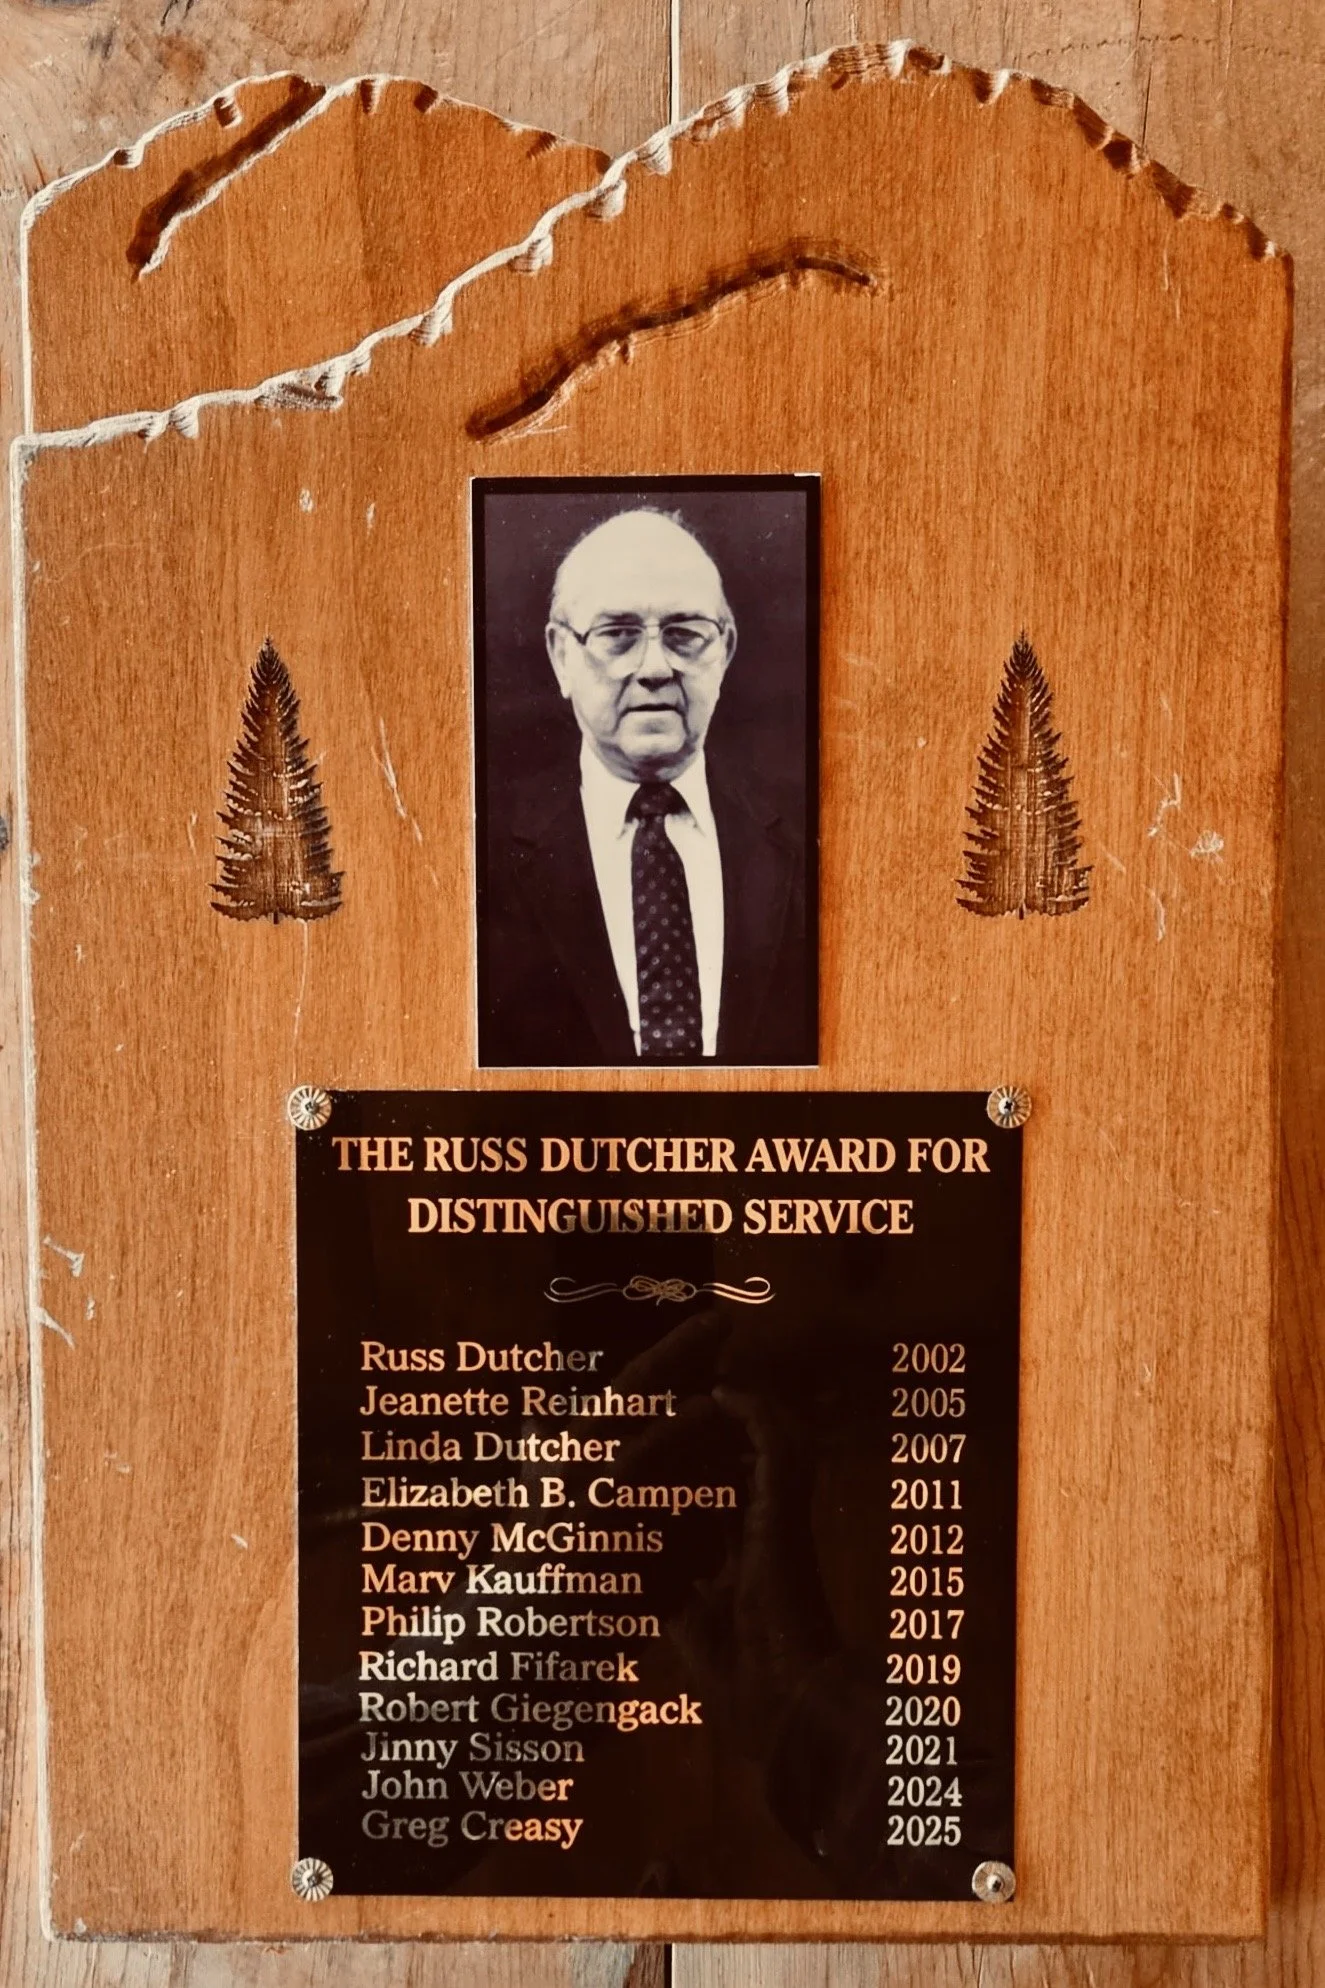 THE RUSS DUTCHER AWARD FOR
DISTINGUISHED SERVICE
Russ Dutcher 2002
Jeanette Reinhart 2005
Linda Dutcher 2007
Elizabeth B. Campen 2011
Denny McGinnis 2012
Marv Kauffman 2015
Philip Robertson 2017
Richard Fifarek 2019
Robert Giegengack 2020
Jinny Sisson 2021
John Weber 2024
Greg Creasy 2025